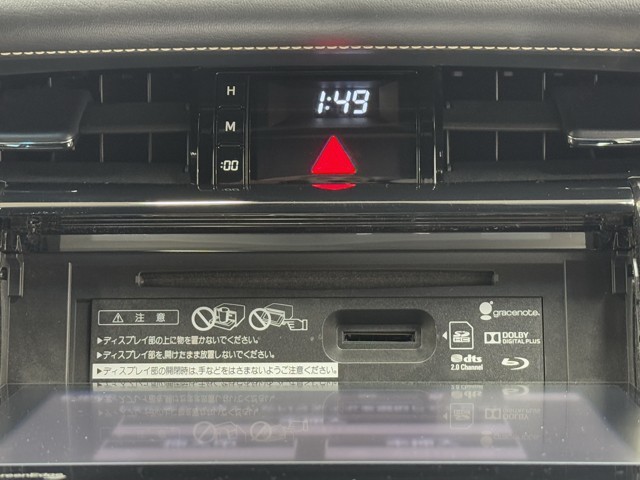 H
1:49
M
:00
gracenote.
⚠ 注 意
▶ディスプレイ部の上に物を置かないでください。
▶ディスプレイ部を、開けたまま放置しないでください。
▶ディスプレイ部の開閉時は、手などをはさまないようご注意ください。
SD HC
DOLBY
DIGITAL PLUS
dts
2.0 Channel